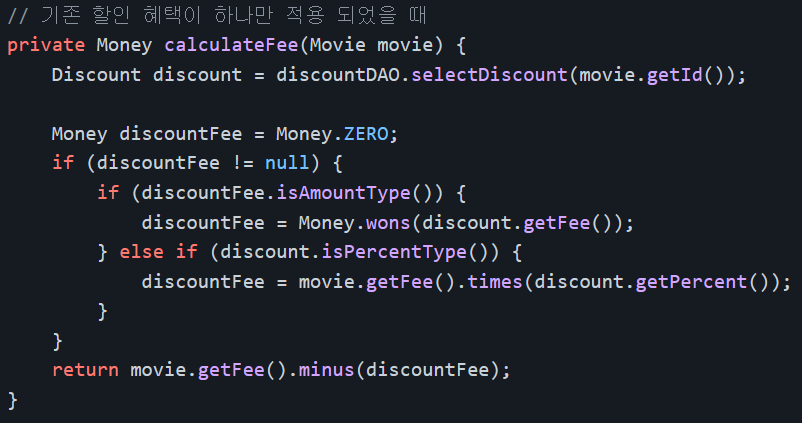 // 기존 할인 혜택이 하나만 적용 되었을 때
private Money calculateFee(Movie movie) {
    Discount discount = discountDAO.selectDiscount(movie.getId());

    Money discountFee = Money.ZERO;
    if (discountFee != null) {
        if (discountFee.isAmountType()) {
            discountFee = Money.wons(discount.getFee());
        } else if (discount.isPercentType()) {
            discountFee = movie.getFee().times(discount.getPercent());
        }
    }
    return movie.getFee().minus(discountFee);
}